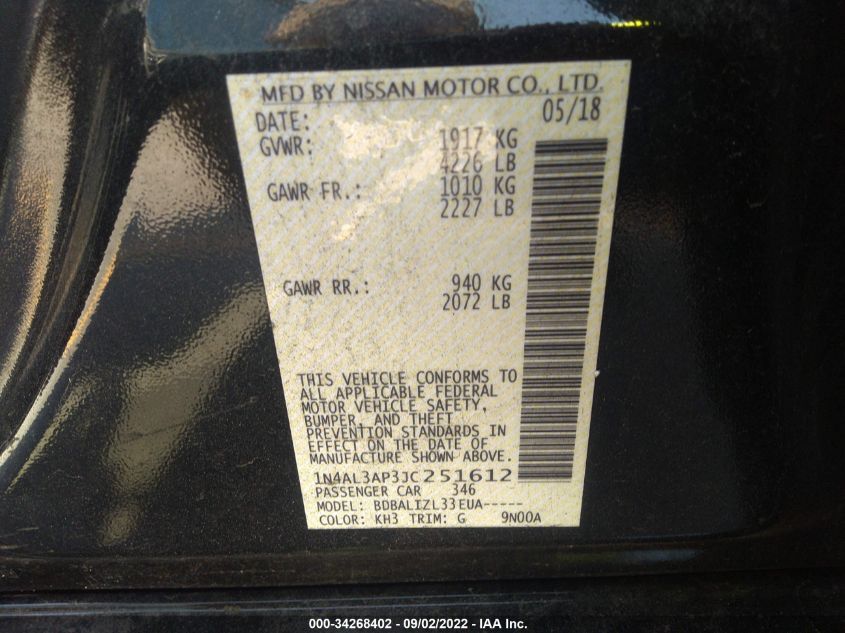 MFD BY NISSAN MOTOR CO., LTD.
DATE: 05/18
GVWR: 1917 KG
4226 LB
GAWR FR.: 1010 KG
2227 LB
GAWR RR.: 940 KG
2072 LB
THIS VEHICLE CONFORMS TO
ALL APPLICABLE FEDERAL
MOTOR VEHICLE SAFETY,
BUMPER, AND THEFT
PREVENTION STANDARDS IN
EFFECT ON THE DATE OF
MANUFACTURE SHOWN ABOVE.
1N4AL3AP3JC251612
PASSENGER CAR 346
MODEL: BDBALIZL33EUA-----
COLOR: KH3 TRIM: G 9N00A
000-34268402 - 09/02/2022 - IAA Inc.